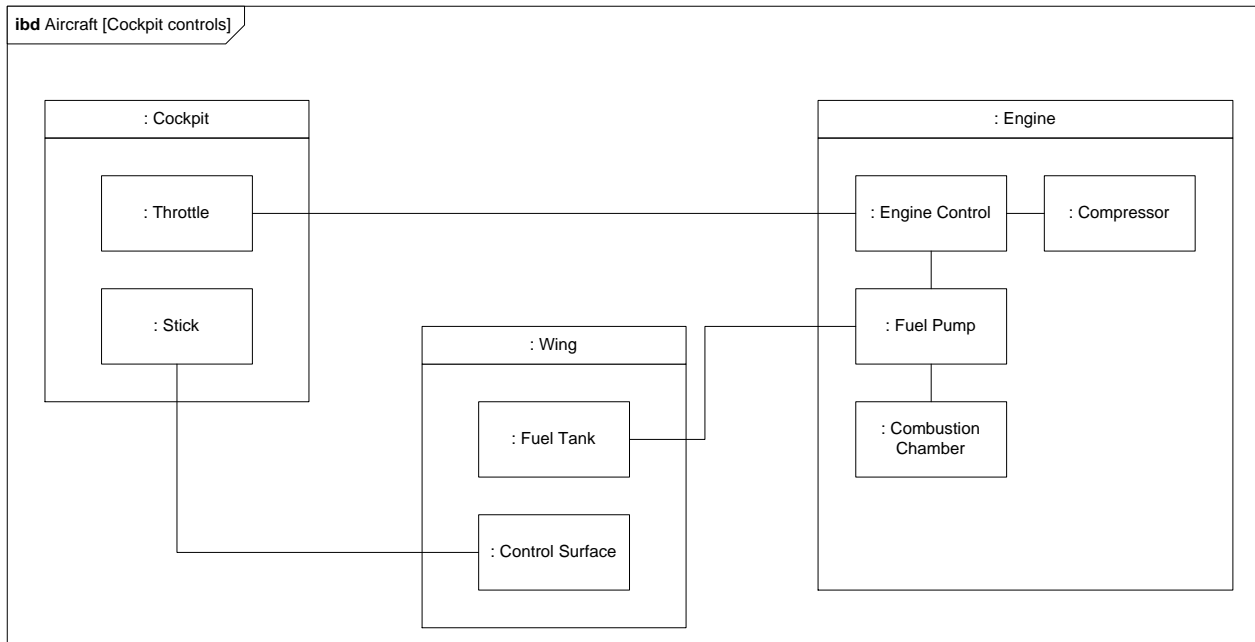 ibd Aircraft [Cockpit controls]
: Cockpit
: Engine
: Throttle
: Engine Control
: Compressor
: Stick
: Fuel Pump
: Wing
: Fuel Tank
: Combustion
Chamber
: Control Surface